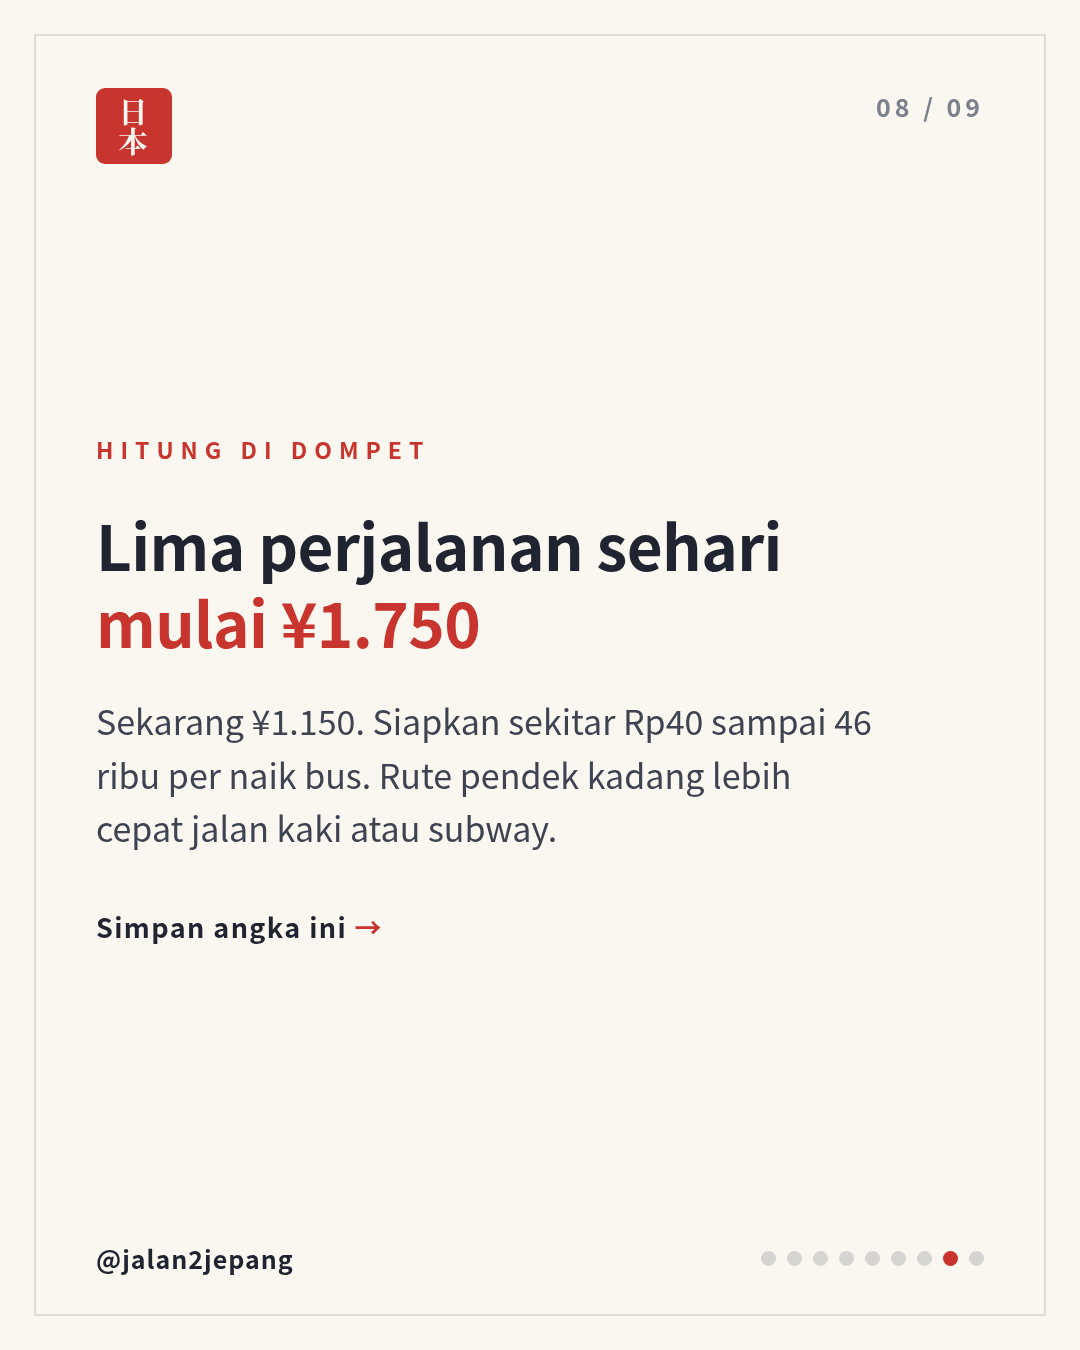 日本
08 / 09
HITUNG DI DOMPET
Lima perjalanan sehari
mulai ¥1.750
Sekarang ¥1.150. Siapkan sekitar Rp40 sampai 46
ribu per naik bus. Rute pendek kadang lebih
cepat jalan kaki atau subway.
Simpan angka ini →
@jalan2jepang